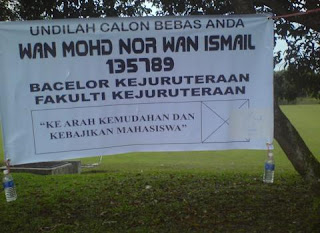 UNDILAH CALON BEBAS ANDA
WAN MOHD NOR WAN ISMAIL
135789
BACELOR KEJURUTERAAN
FAKULTI KEJURUTERAAN
"KE ARAH KEMUDAHAN DAN
KEBAJIKAN MAHASISWA"